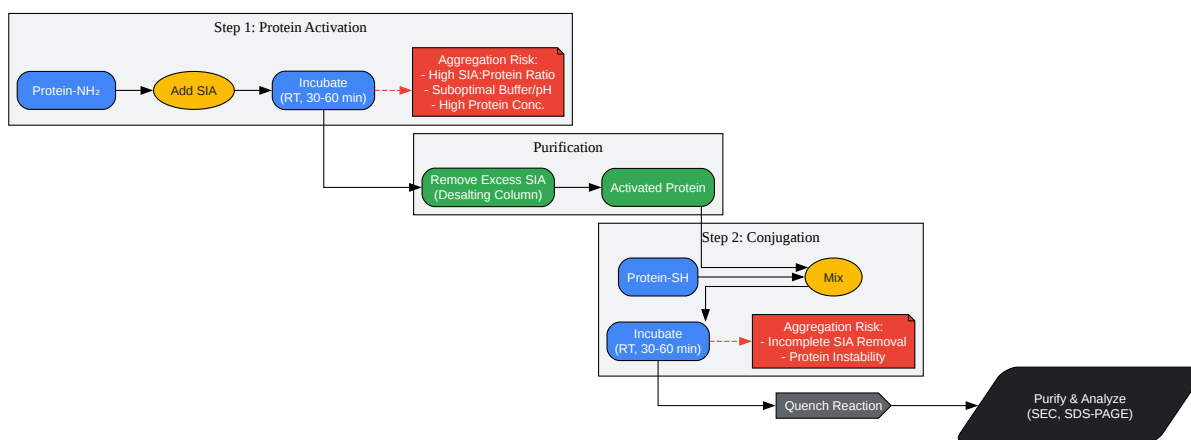 Step 1: Protein Activation
Protein-NH₂
Add SIA
Incubate
(RT, 30-60 min)
Aggregation Risk:
- High SIA:Protein Ratio
- Suboptimal Buffer/pH
- High Protein Conc.
Purification
Remove Excess SIA
(Desalting Column)
Activated Protein
Step 2: Conjugation
Protein-SH
Mix
Incubate
(RT, 30-60 min)
Aggregation Risk:
- Incomplete SIA Removal
- Protein Instability
Quench Reaction
Purify & Analyze
(SEC, SDS-PAGE)